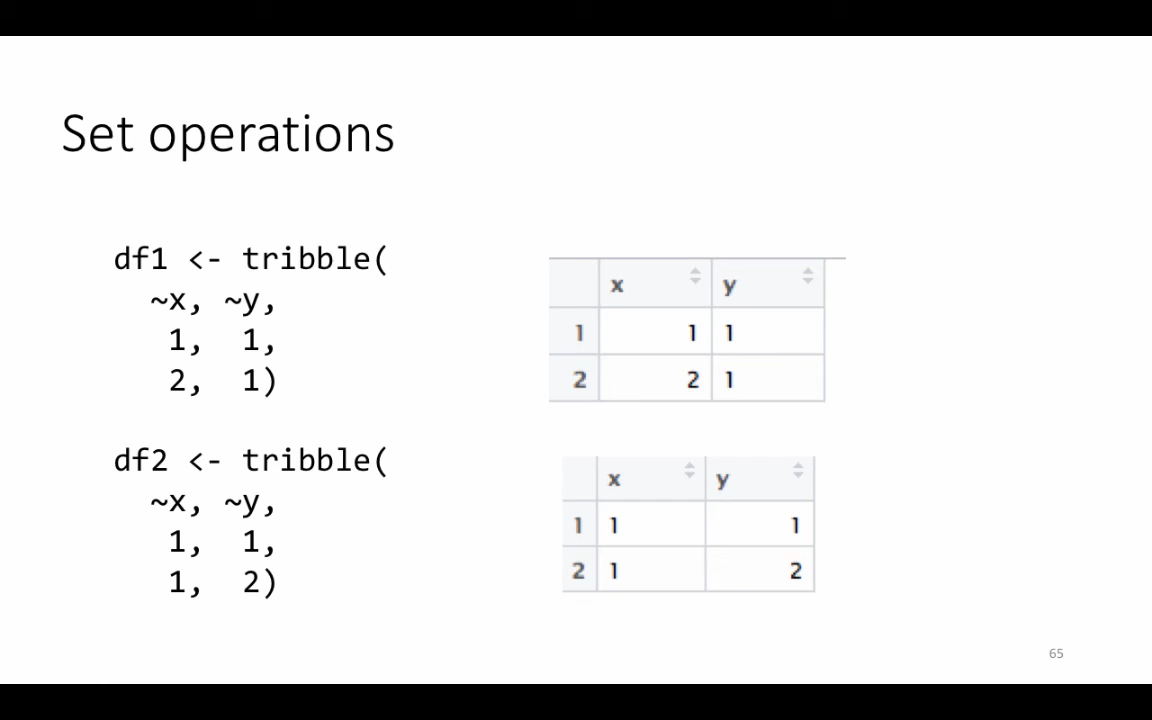 Set operations
df1 <- tribble(
~x, ~y,
1, 1,
2, 1)
x y
1 1 1
2 2 1
df2 <- tribble(
~x, ~y,
1, 1,
1, 2)
x y
1 1 1
2 1 2
65